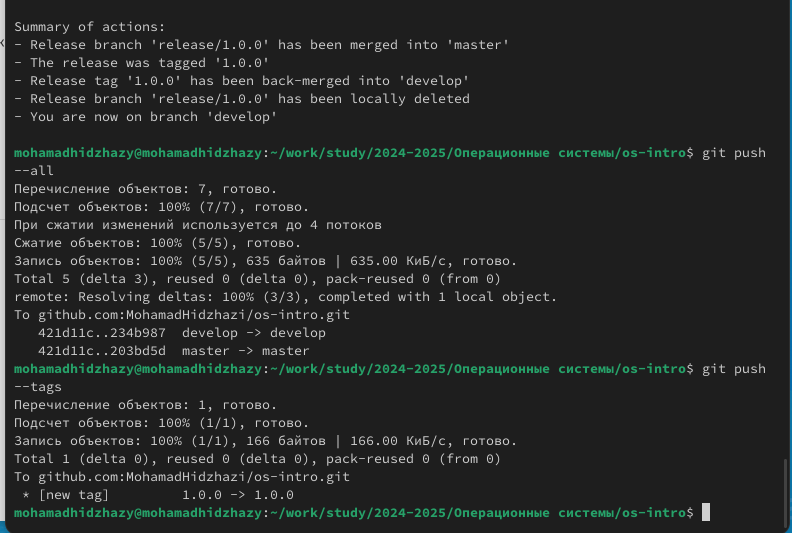 Summary of actions:
- Release branch 'release/1.0.0' has been merged into 'master'
- The release was tagged '1.0.0'
- Release tag '1.0.0' has been back-merged into 'develop'
- Release branch 'release/1.0.0' has been locally deleted
- You are now on branch 'develop'
mohamadhidzhazy@mohamadhidzhazy:~/work/study/2024-2025/Операционные системы/os-intro$ git push
--all
Перечисление объектов: 7, готово.
Подсчет объектов: 100% (7/7), готово.
При сжатии изменений используется до 4 потоков
Сжатие объектов: 100% (5/5), готово.
Запись объектов: 100% (5/5), 635 байтов | 635.00 КиБ/с, готово.
Total 5 (delta 3), reused 0 (delta 0), pack-reused 0 (from 0)
remote: Resolving deltas: 100% (3/3), completed with 1 local object.
To github.com:MohamadHidzhazi/os-intro.git
   421d11c..234b987  develop -> develop
   421d11c..203bd5d  master -> master
mohamadhidzhazy@mohamadhidzhazy:~/work/study/2024-2025/Операционные системы/os-intro$ git push
--tags
Перечисление объектов: 1, готово.
Подсчет объектов: 100% (1/1), готово.
Запись объектов: 100% (1/1), 166 байтов | 166.00 КиБ/с, готово.
Total 1 (delta 0), reused 0 (delta 0), pack-reused 0 (from 0)
To github.com:MohamadHidzhazi/os-intro.git
 * [new tag]         1.0.0 -> 1.0.0
mohamadhidzhazy@mohamadhidzhazy:~/work/study/2024-2025/Операционные системы/os-intro$